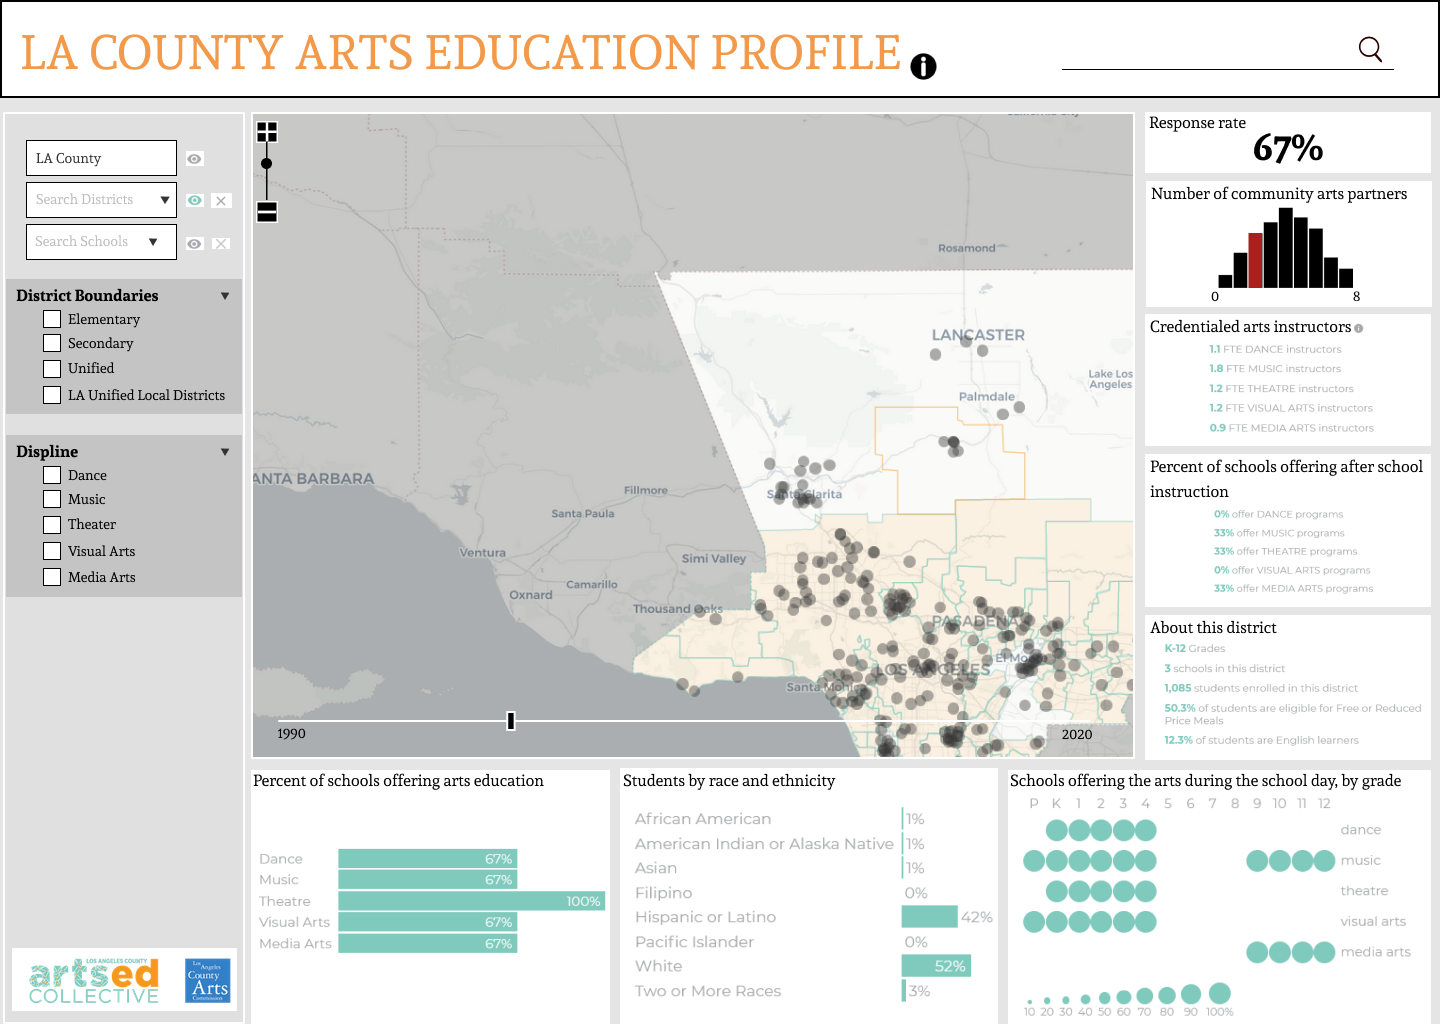 LA COUNTY ARTS EDUCATION PROFILE
i
LA County
Search Districts
Search Schools
District Boundaries
Elementary
Secondary
Unified
LA Unified Local Districts
Displine
Dance
Music
Theater
Visual Arts
Media Arts
LOS ANGELES COUNTY
artsed
COLLECTIVE
Los Angeles
County
Arts
Commission
Rosamond
LANCASTER
Lake Los
Angeles
Palmdale
ANTA BARBARA
Fillmore
Santa Clarita
Santa Paula
Ventura
Simi Valley
Camarillo
Oxnard
Thousand Oaks
PASADENA
El Mo
LOS ANGELES
Santa Moni
1990
2020
Response rate
67%
Number of community arts partners
0
8
Credentialed arts instructors
1.1 FTE DANCE instructors
1.8 FTE MUSIC instructors
1.2 FTE THEATRE instructors
1.2 FTE VISUAL ARTS instructors
0.9 FTE MEDIA ARTS instructors
Percent of schools offering after school
instruction
0% offer DANCE programs
33% offer MUSIC programs
33% offer THEATRE programs
0% offer VISUAL ARTS programs
33% offer MEDIA ARTS programs
About this district
K-12 Grades
3 schools in this district
1,085 students enrolled in this district
50.3% of students are eligible for Free or Reduced
Price Meals
12.3% of students are English learners
Percent of schools offering arts education
Dance 67%
Music 67%
Theatre 100%
Visual Arts 67%
Media Arts 67%
Students by race and ethnicity
African American 1%
American Indian or Alaska Native 1%
Asian 1%
Filipino 0%
Hispanic or Latino 42%
Pacific Islander 0%
White 52%
Two or More Races 3%
Schools offering the arts during the school day, by grade
P K 1 2 3 4 5 6 7 8 9 10 11 12
dance
music
theatre
visual arts
media arts
10 20 30 40 50 60 70 80 90 100%